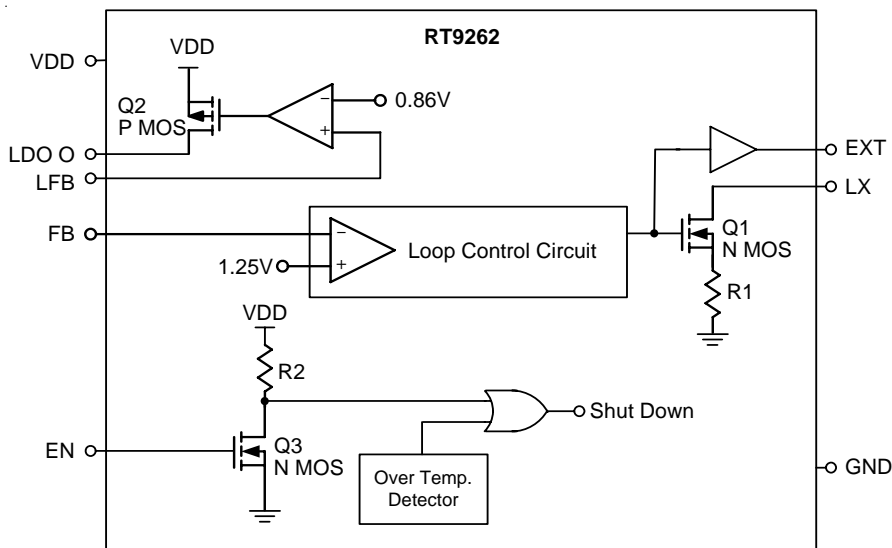 RT9262
VDD
VDD
Q2
P MOS
−
+
0.86V
LDO O
LFB
EXT
LX
FB
−
+
1.25V
Loop Control Circuit
Q1
N MOS
R1
VDD
R2
Shut Down
EN
Q3
N MOS
Over Temp.
Detector
GND